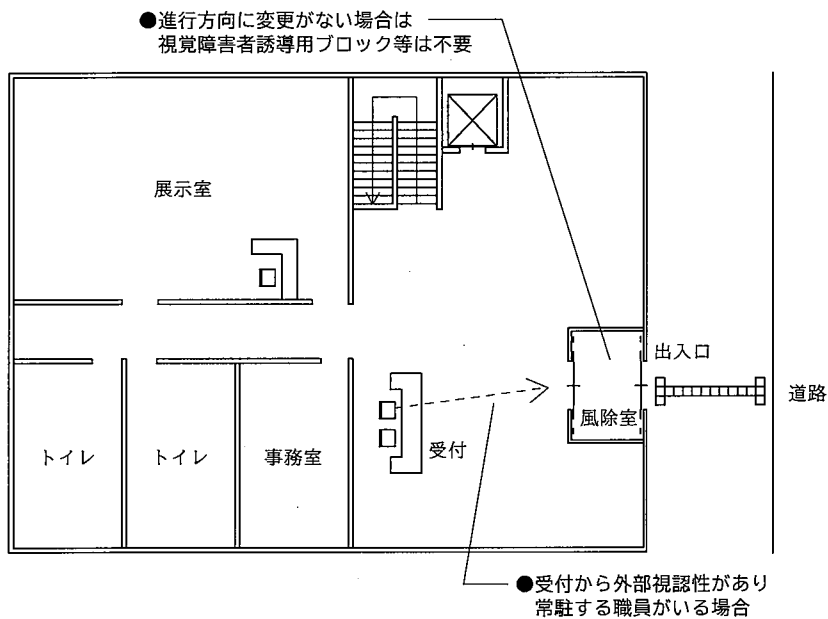 ●進行方向に変更がない場合は
視覚障害者誘導用ブロック等は不要
展示室
出入口
道路
風除室
受付
トイレ
トイレ
事務室
●受付から外部視認性があり
常駐する職員がいる場合